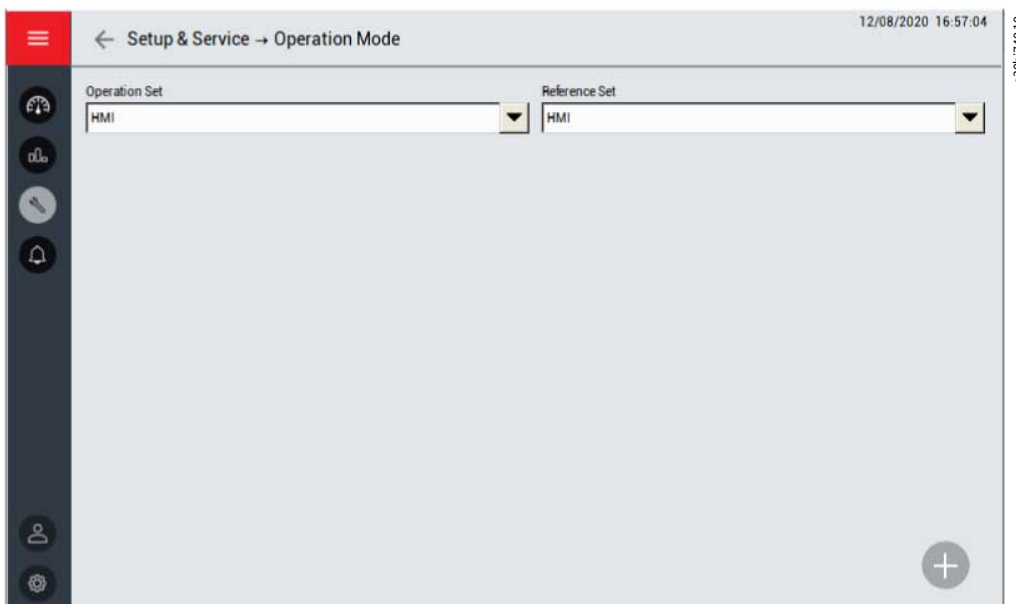 12/08/2020 16:57:04
← Setup & Service → Operation Mode
Operation Set
Reference Set
HMI
HMI